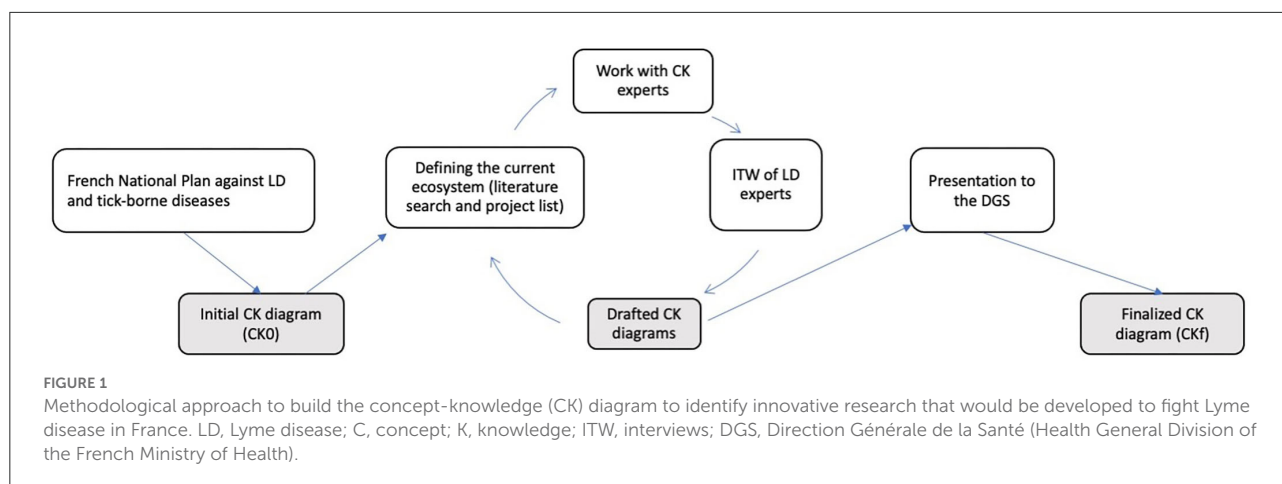 Work with CK
experts
French National Plan against LD
and tick-borne diseases
Defining the current
ecosystem (literature
search and project list)
ITW of LD
experts
Presentation to
the DGS
Initial CK diagram
(CK0)
Drafted CK
diagrams
Finalized CK
diagram (CKf)
FIGURE 1
Methodological approach to build the concept-knowledge (CK) diagram to identify innovative research that would be developed to fight Lyme
disease in France. LD, Lyme disease; C, concept; K, knowledge; ITW, interviews; DGS, Direction Générale de la Santé (Health General Division of
the French Ministry of Health).